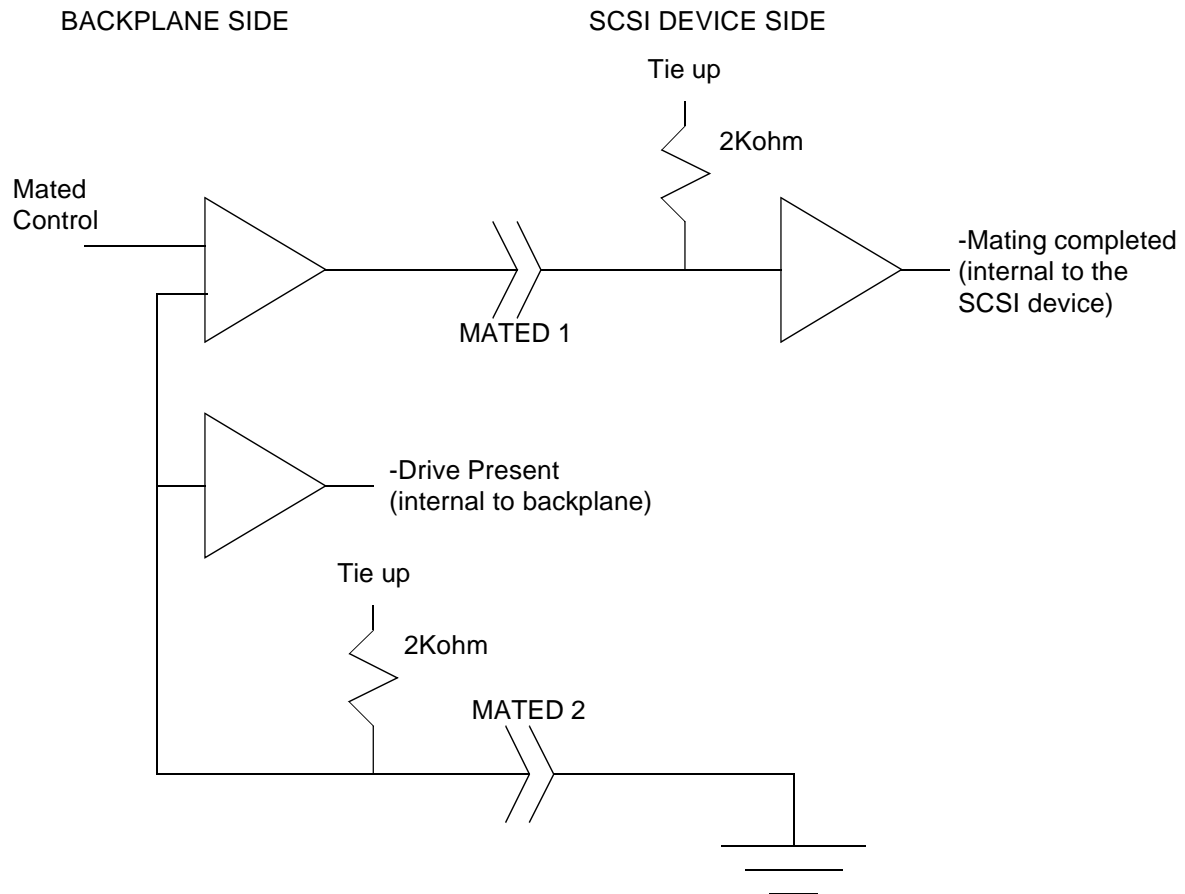 BACKPLANE SIDE
SCSI DEVICE SIDE
Tie up
2Kohm
Mated
Control
-Mating completed
(internal to the
SCSI device)
MATED 1
-Drive Present
(internal to backplane)
Tie up
2Kohm
MATED 2